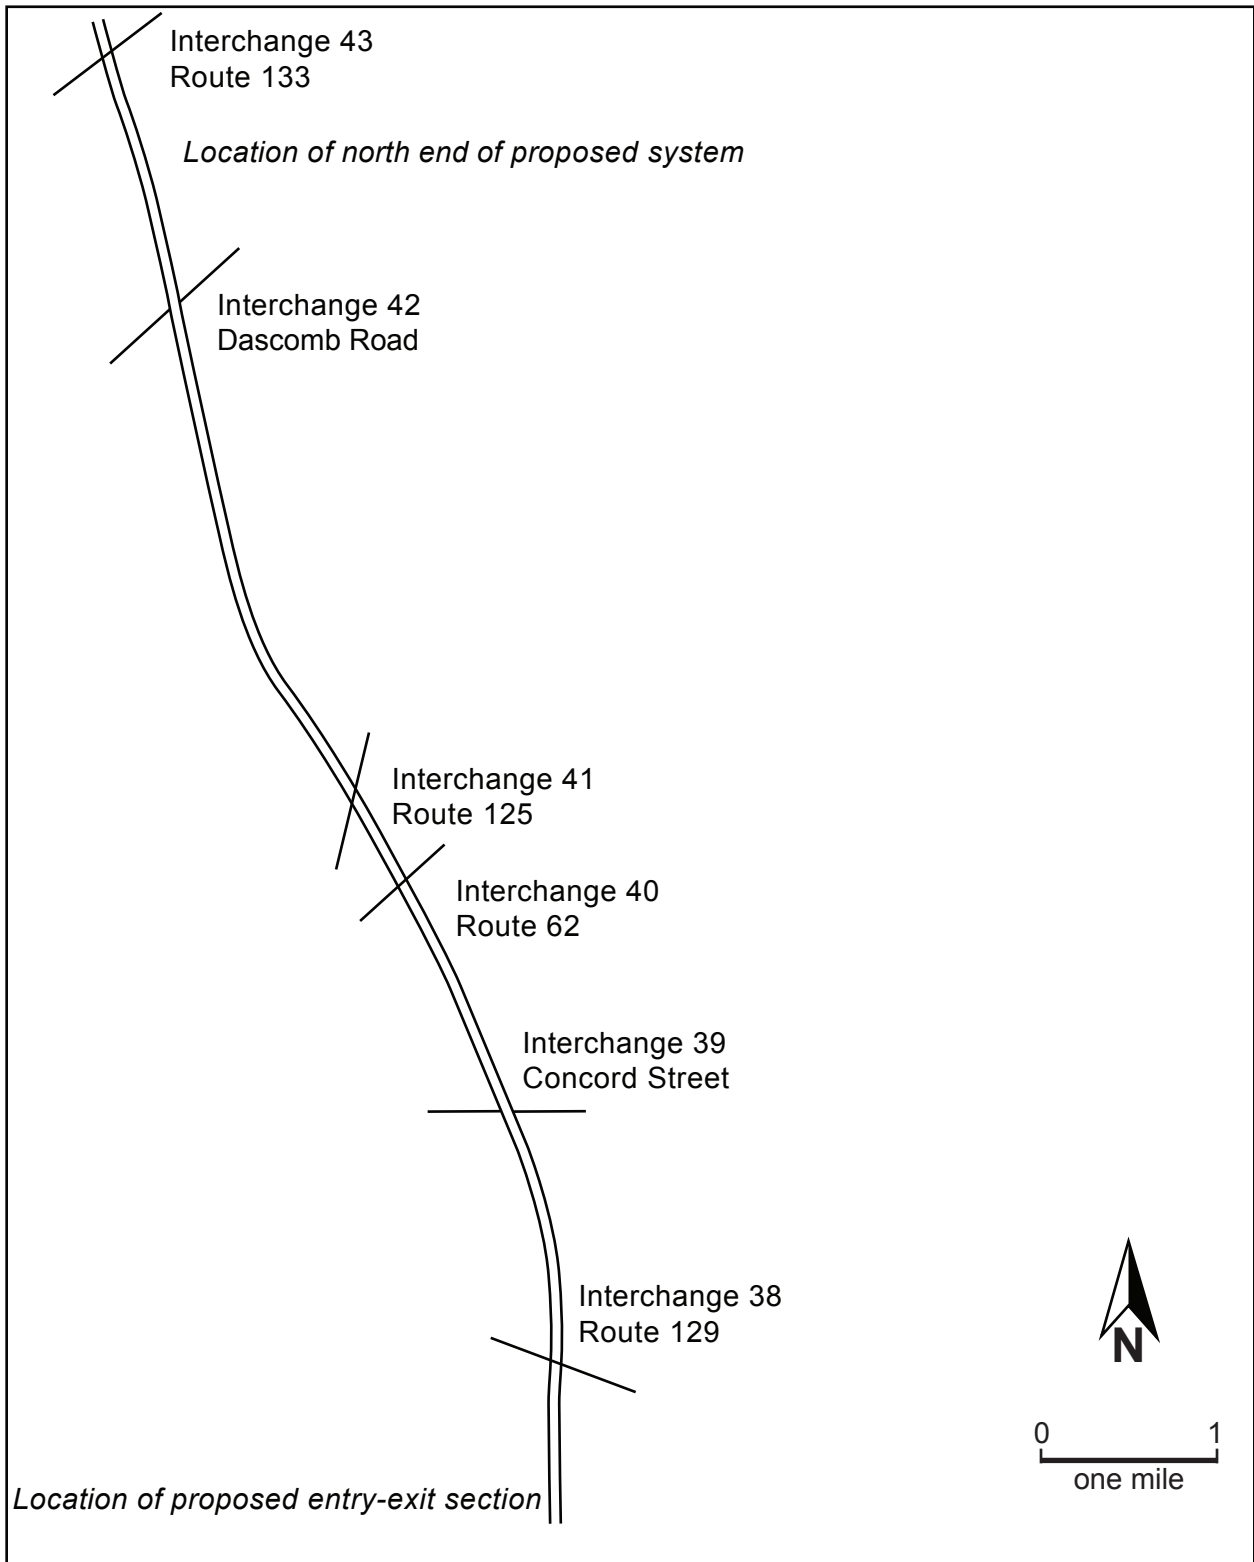 Interchange 43
Route 133
Location of north end of proposed system
Interchange 42
Dascomb Road
Interchange 41
Route 125
Interchange 40
Route 62
Interchange 39
Concord Street
Interchange 38
Route 129
N
0 1
one mile
Location of proposed entry-exit section